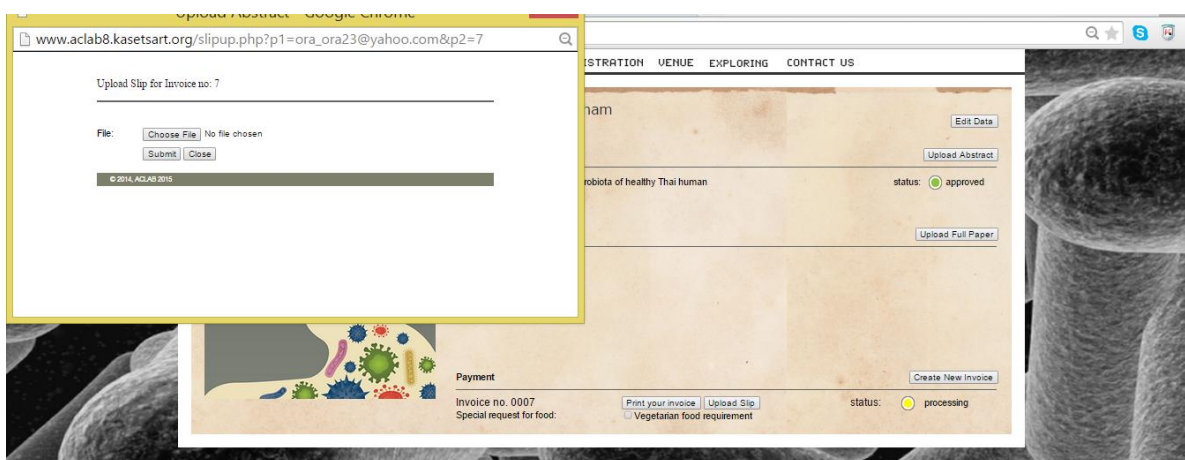 Upload Abstract - Google Chrome
www.aclab8.kasetsart.org/slipup.php?p1=ora_ora23@yahoo.com&p2=7
Upload Slip for Invoice no: 7
File: Choose File No file chosen
Submit Close
© 2014, ACLAB 2015
ISTRATION VENUE EXPLORING CONTACT US
ham
Edit Data
Upload Abstract
robiota of healthy Thai human status: approved
Upload Full Paper
Payment Create New Invoice
Invoice no. 0007 Print your invoice Upload Slip status: processing
Special request for food: Vegetarian food requirement